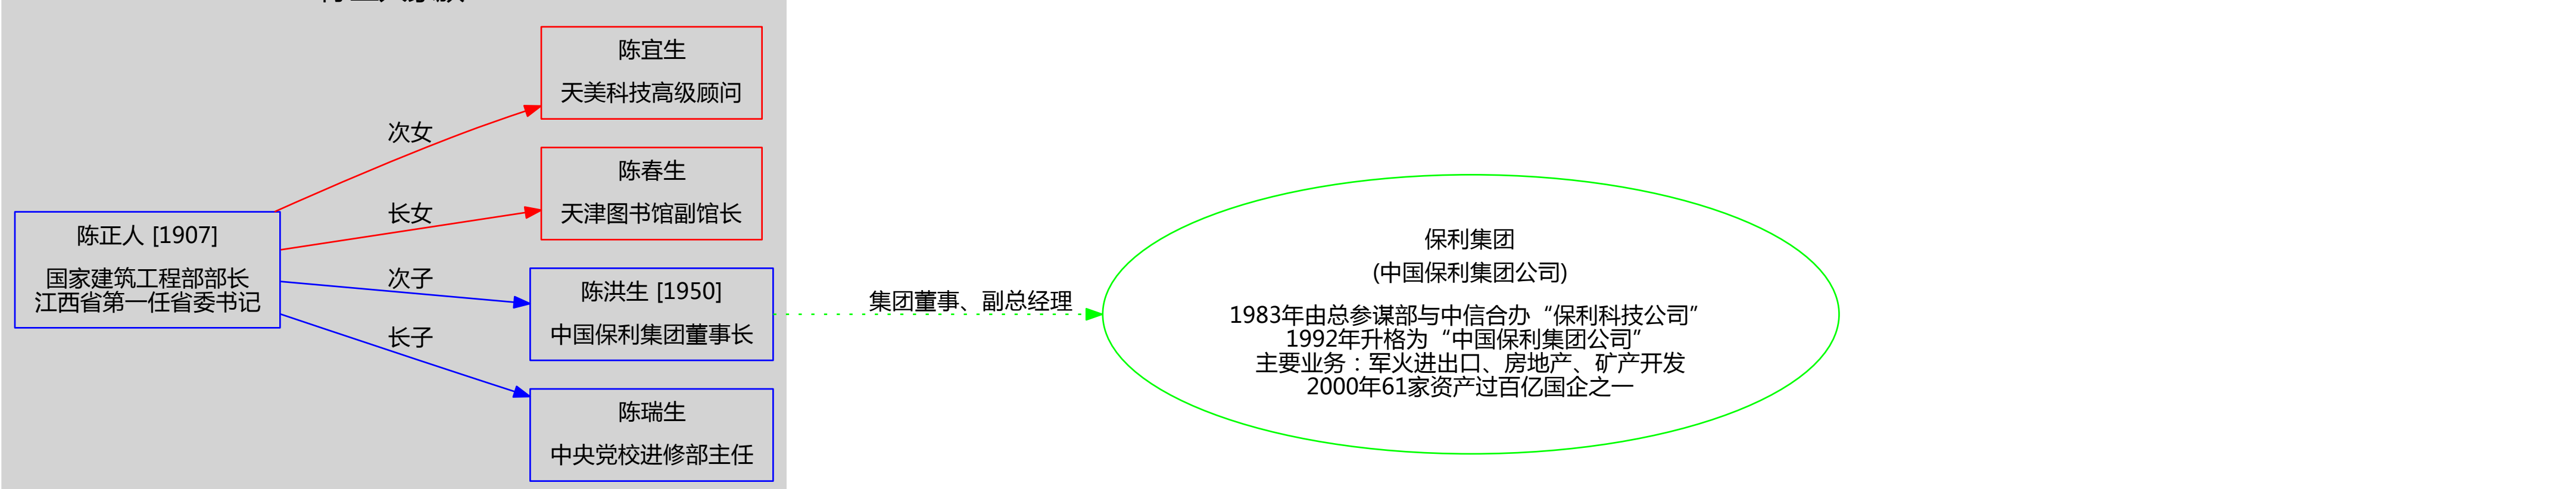 陈宜生
天美科技高级顾问
次女
陈春生
天津图书馆副馆长
长女
陈正人 [1907]
国家建筑工程部部长
江西省第一任省委书记
次子
陈洪生 [1950]
中国保利集团董事长
长子
陈瑞生
中央党校进修部主任
集团董事、副总经理
保利集团
(中国保利集团公司)
1983年由总参谋部与中信合办“保利科技公司”
1992年升格为“中国保利集团公司”
主要业务：军火进出口、房地产、矿产开发
2000年61家资产过百亿国企之一